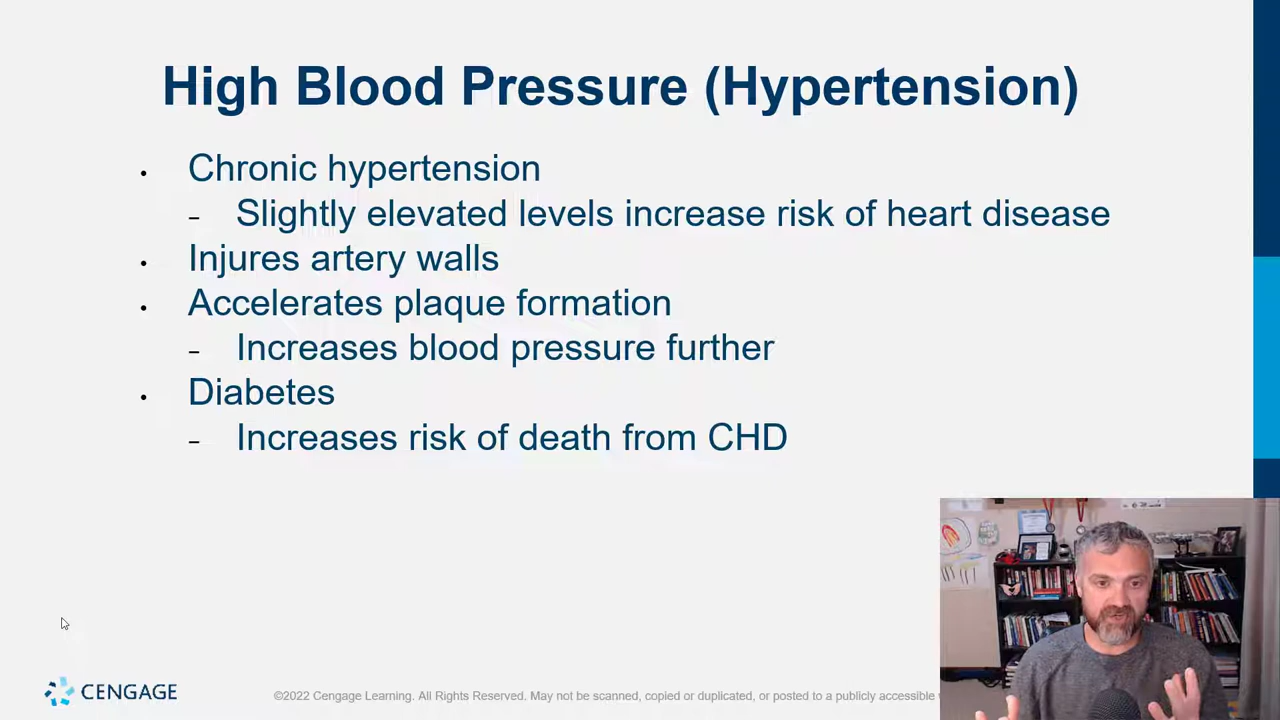 High Blood Pressure (Hypertension)
• Chronic hypertension
– Slightly elevated levels increase risk of heart disease
• Injures artery walls
• Accelerates plaque formation
– Increases blood pressure further
• Diabetes
– Increases risk of death from CHD
CENGAGE
©2022 Cengage Learning. All Rights Reserved. May not be scanned, copied or duplicated, or posted to a publicly accessible